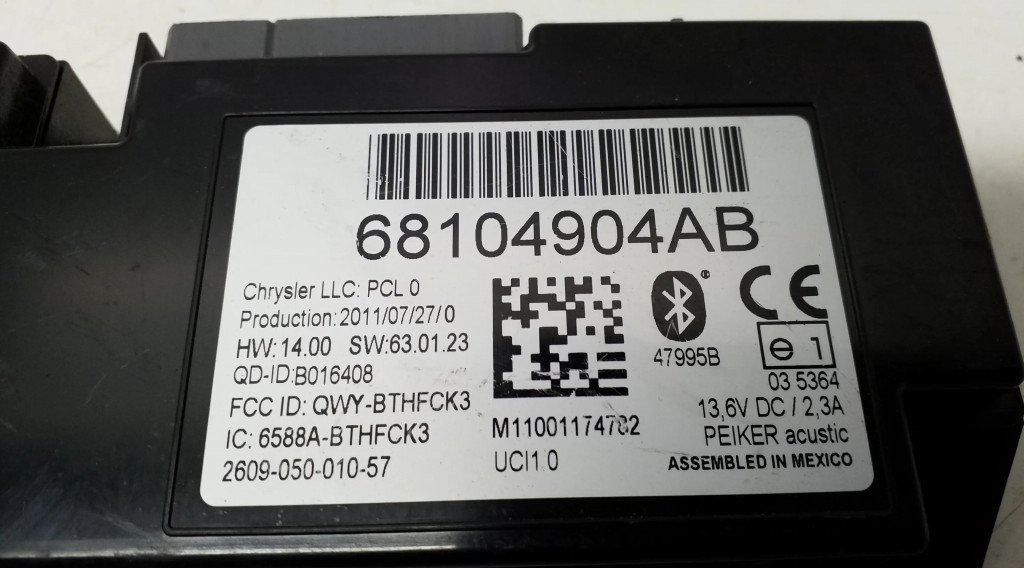 68104904AB
Chrysler LLC: PCL 0
Production: 2011/07/27/0
HW: 14.00 SW:63.01.23
QD-ID:B016408
FCC ID: QWY-BTHFCK3
IC: 6588A-BTHFCK3
2609-050-010-57
M11001174782
UCI1.0
®
47995B
CE
e 1
03 5364
13,6V DC / 2,3A
PEIKER acustic
ASSEMBLED IN MEXICO